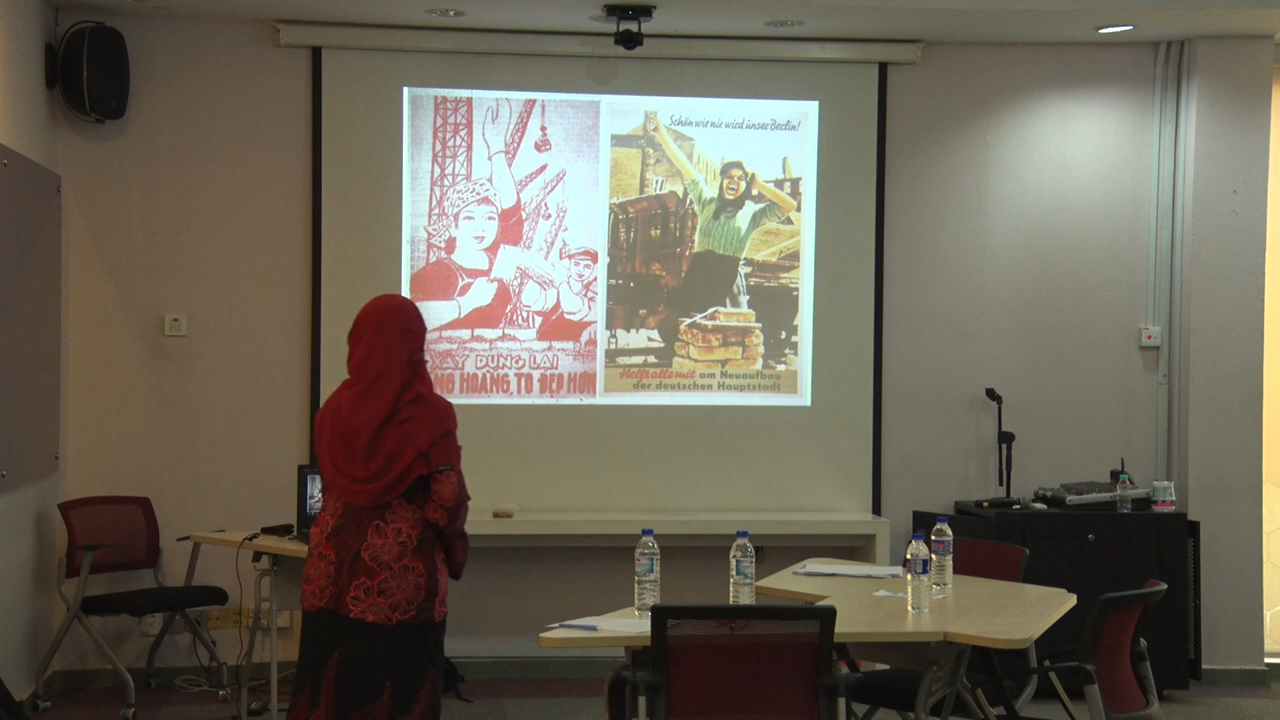 XÂY DỰNG LẠI
NG HOÀNG, TO ĐẸP HƠN
Schön wie nie wird unser Berlin!
Helft alle mit am Neuaufbau
der deutschen Hauptstadt